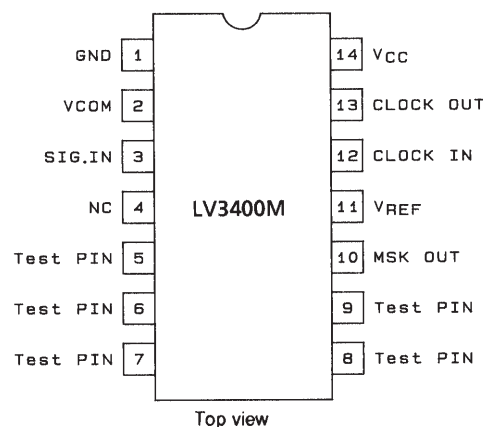 GND 1
VCOM 2
SIG.IN 3
NC 4
Test PIN 5
Test PIN 6
Test PIN 7
LV3400M
14 VCC
13 CLOCK OUT
12 CLOCK IN
11 VREF
10 MSK OUT
9 Test PIN
8 Test PIN
Top view